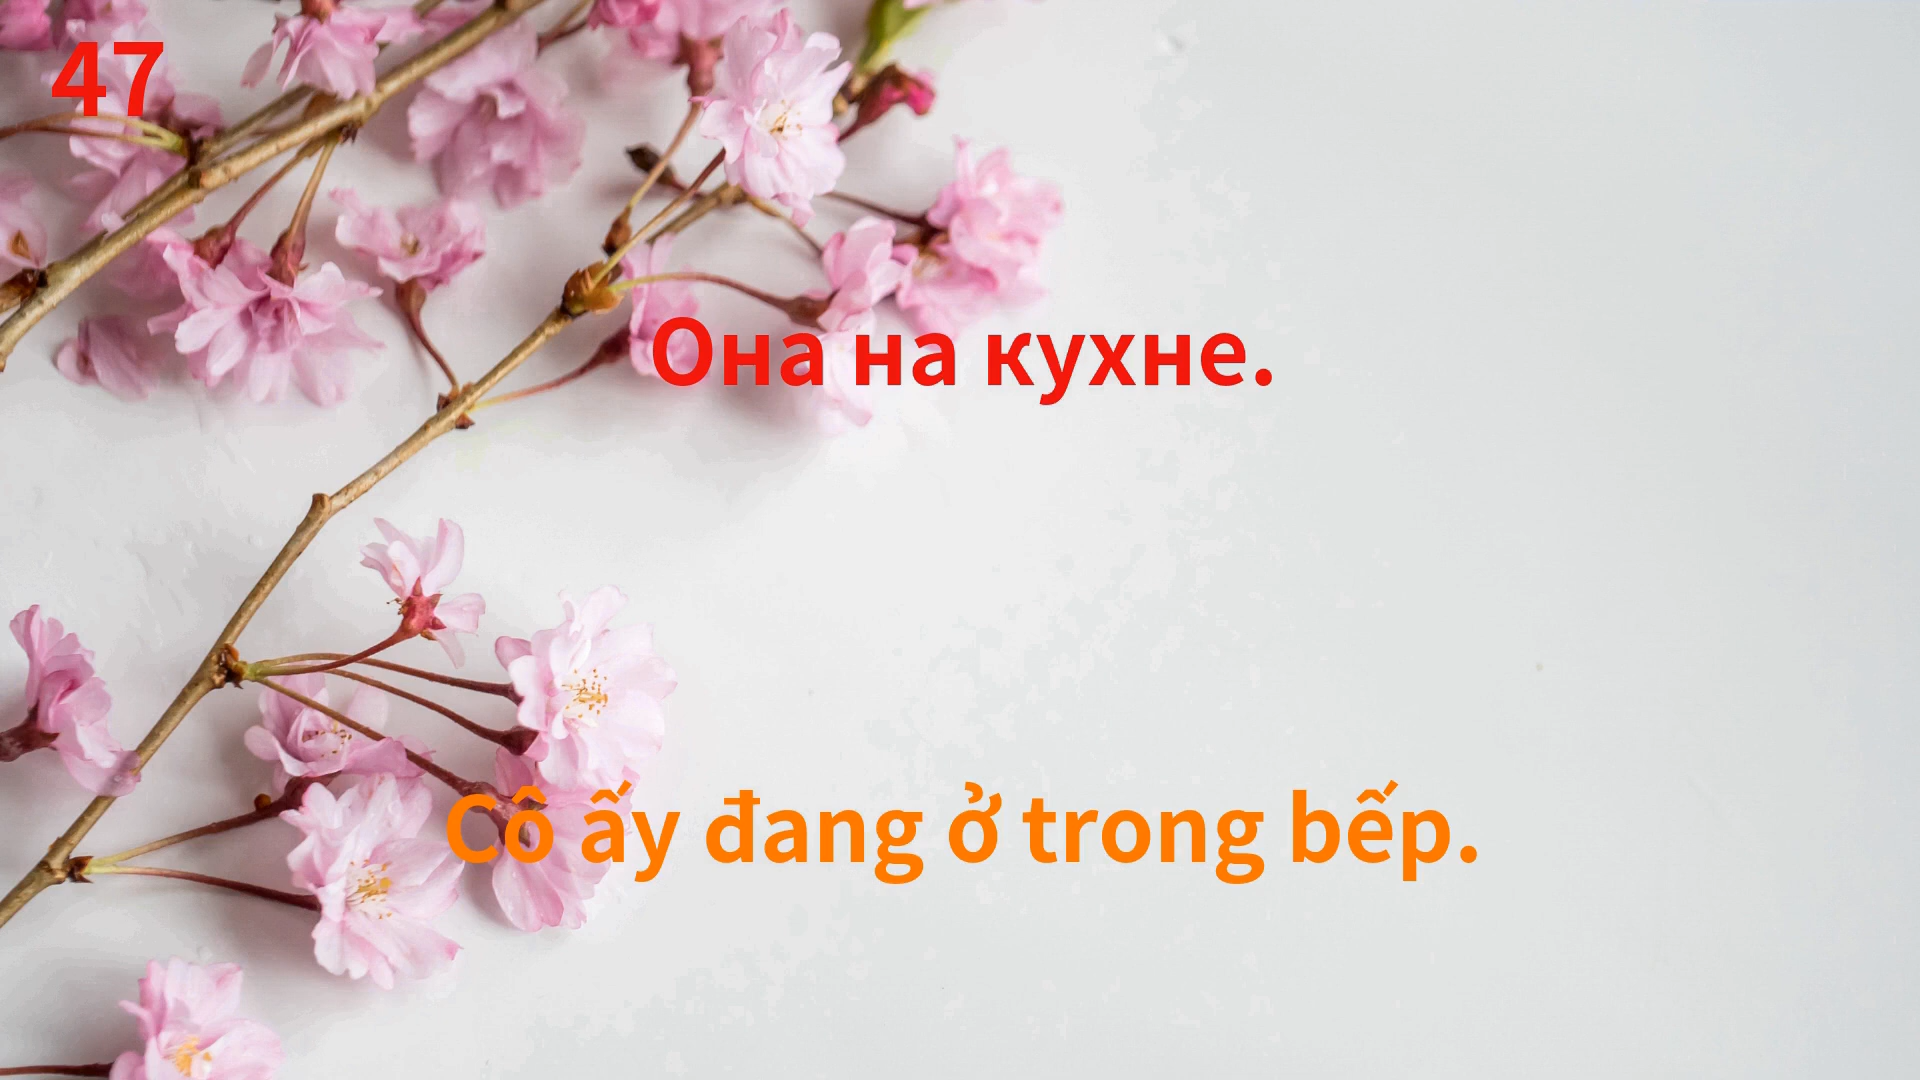 47
Она на кухне.
Cô ấy đang ở trong bếp.